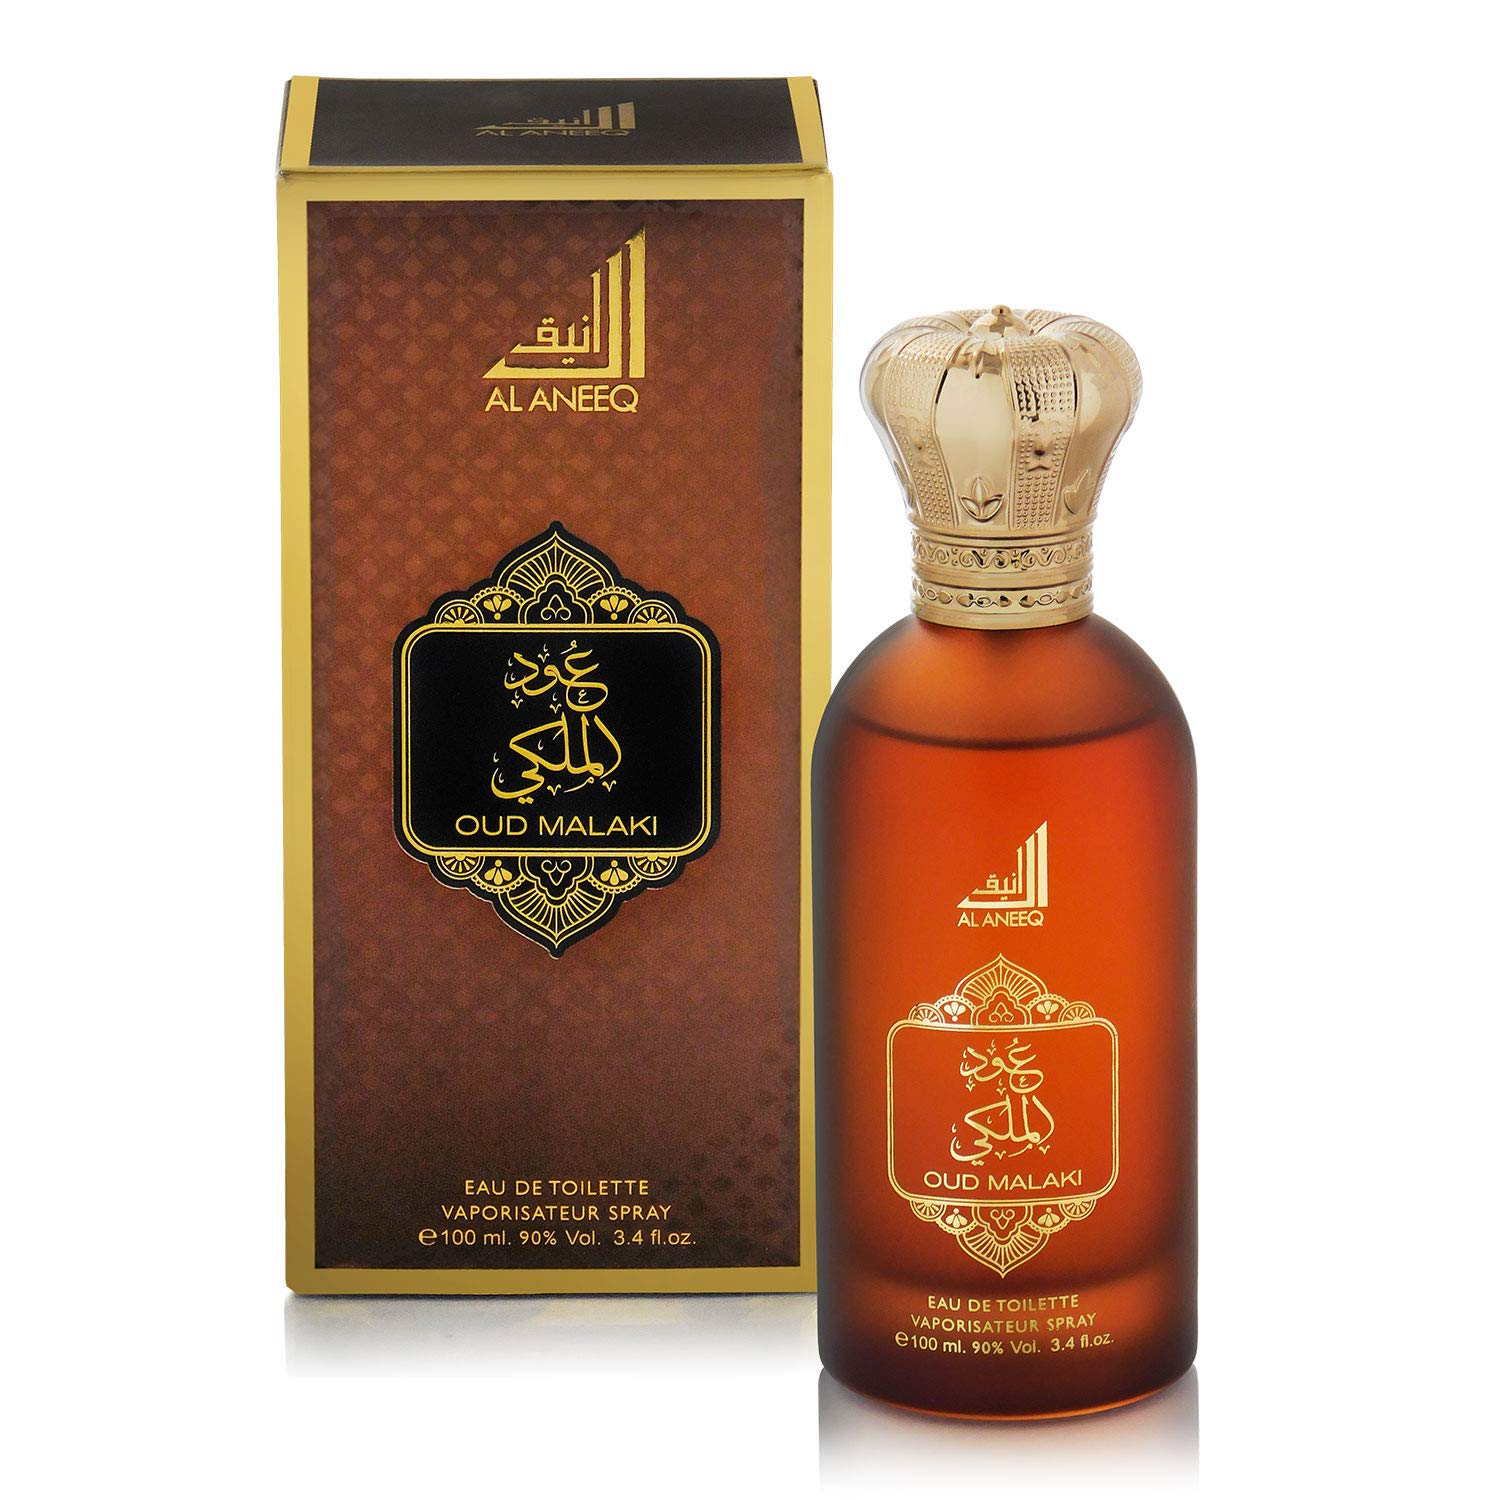 الانيق
AL ANEEQ
الانيق
AL ANEEQ
عُود
الملكي
OUD MALAKI
EAU DE TOILETTE
VAPORISATEUR SPRAY
℮100 ml. 90% Vol. 3.4 fl.oz.
الانيق
AL ANEEQ
عُود
الملكي
OUD MALAKI
EAU DE TOILETTE
VAPORISATEUR SPRAY
℮100 ml. 90% Vol. 3.4 fl.oz.